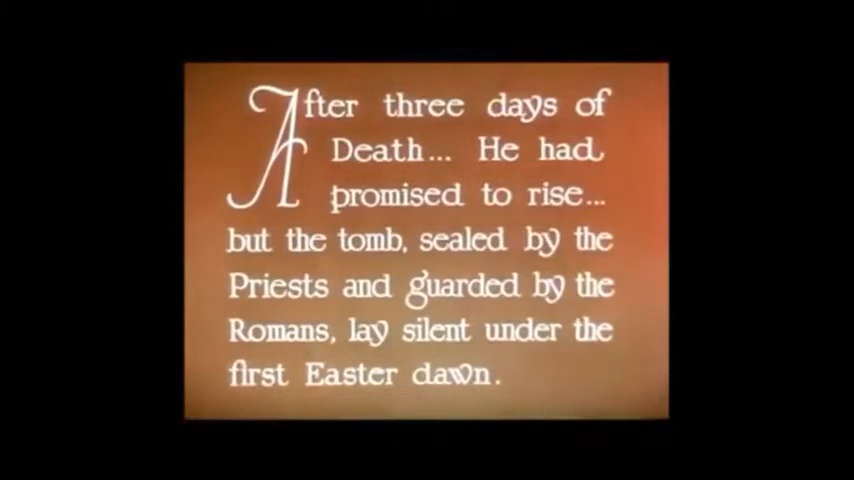 After three days of
Death... He had
promised to rise...
but the tomb, sealed by the
Priests and guarded by the
Romans, lay silent under the
first Easter dawn.